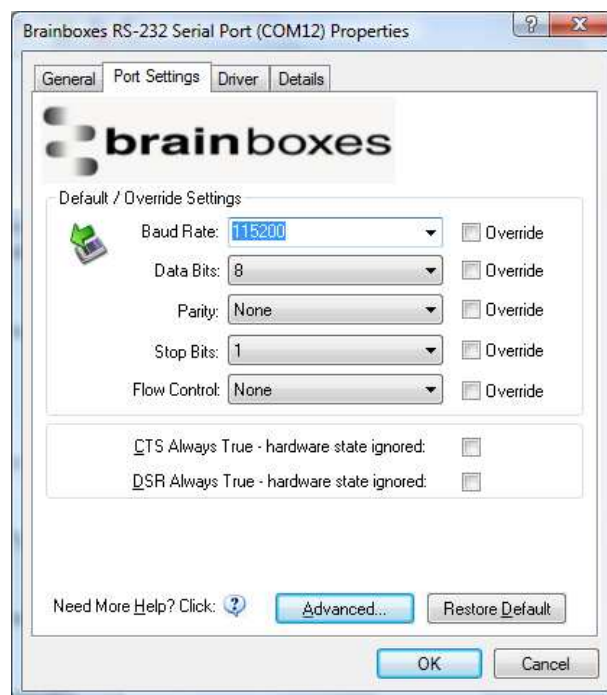 Brainboxes RS-232 Serial Port (COM12) Properties
General Port Settings Driver Details
brainboxes
Default / Override Settings
Baud Rate: 115200 Override
Data Bits: 8 Override
Parity: None Override
Stop Bits: 1 Override
Flow Control: None Override
CTS Always True - hardware state ignored:
DSR Always True - hardware state ignored:
Need More Help? Click: ? Advanced... Restore Default
OK Cancel